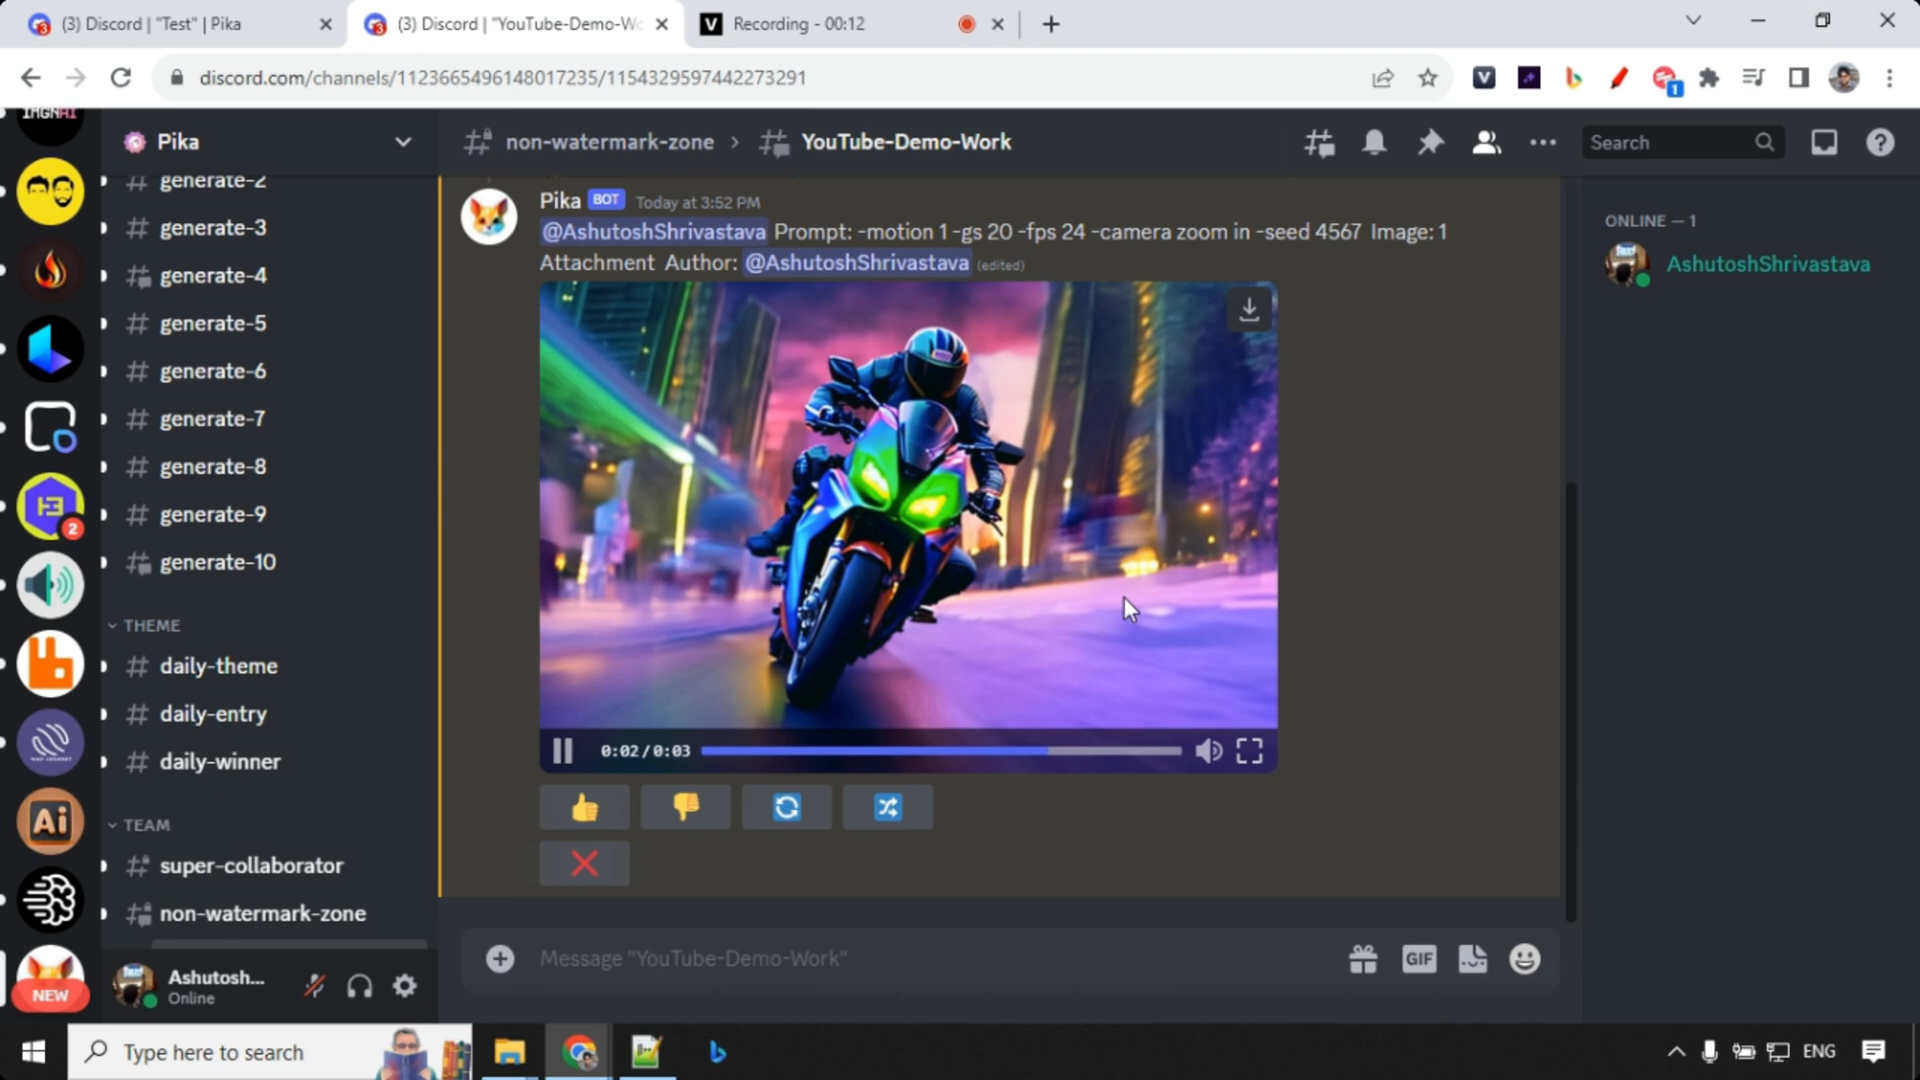 (3) Discord | "Test" | Pika
(3) Discord | "YouTube-Demo-Wo
Recording - 00:12
discord.com/channels/1123665496148017235/1154329597442273291
1
IMGNAI
Pika
non-watermark-zone > YouTube-Demo-Work
Search
generate-2
generate-3
generate-4
generate-5
generate-6
generate-7
generate-8
generate-9
generate-10
THEME
daily-theme
daily-entry
daily-winner
TEAM
super-collaborator
non-watermark-zone
2
Ai
NEW
Ashutosh...
Online
Pika BOT Today at 3:52 PM
@AshutoshShrivastava Prompt: -motion 1 -gs 20 -fps 24 -camera zoom in -seed 4567 Image: 1
Attachment Author: @AshutoshShrivastava (edited)
0:02/0:03
Message "YouTube-Demo-Work"
GIF
ONLINE — 1
AshutoshShrivastava
Type here to search
ENG